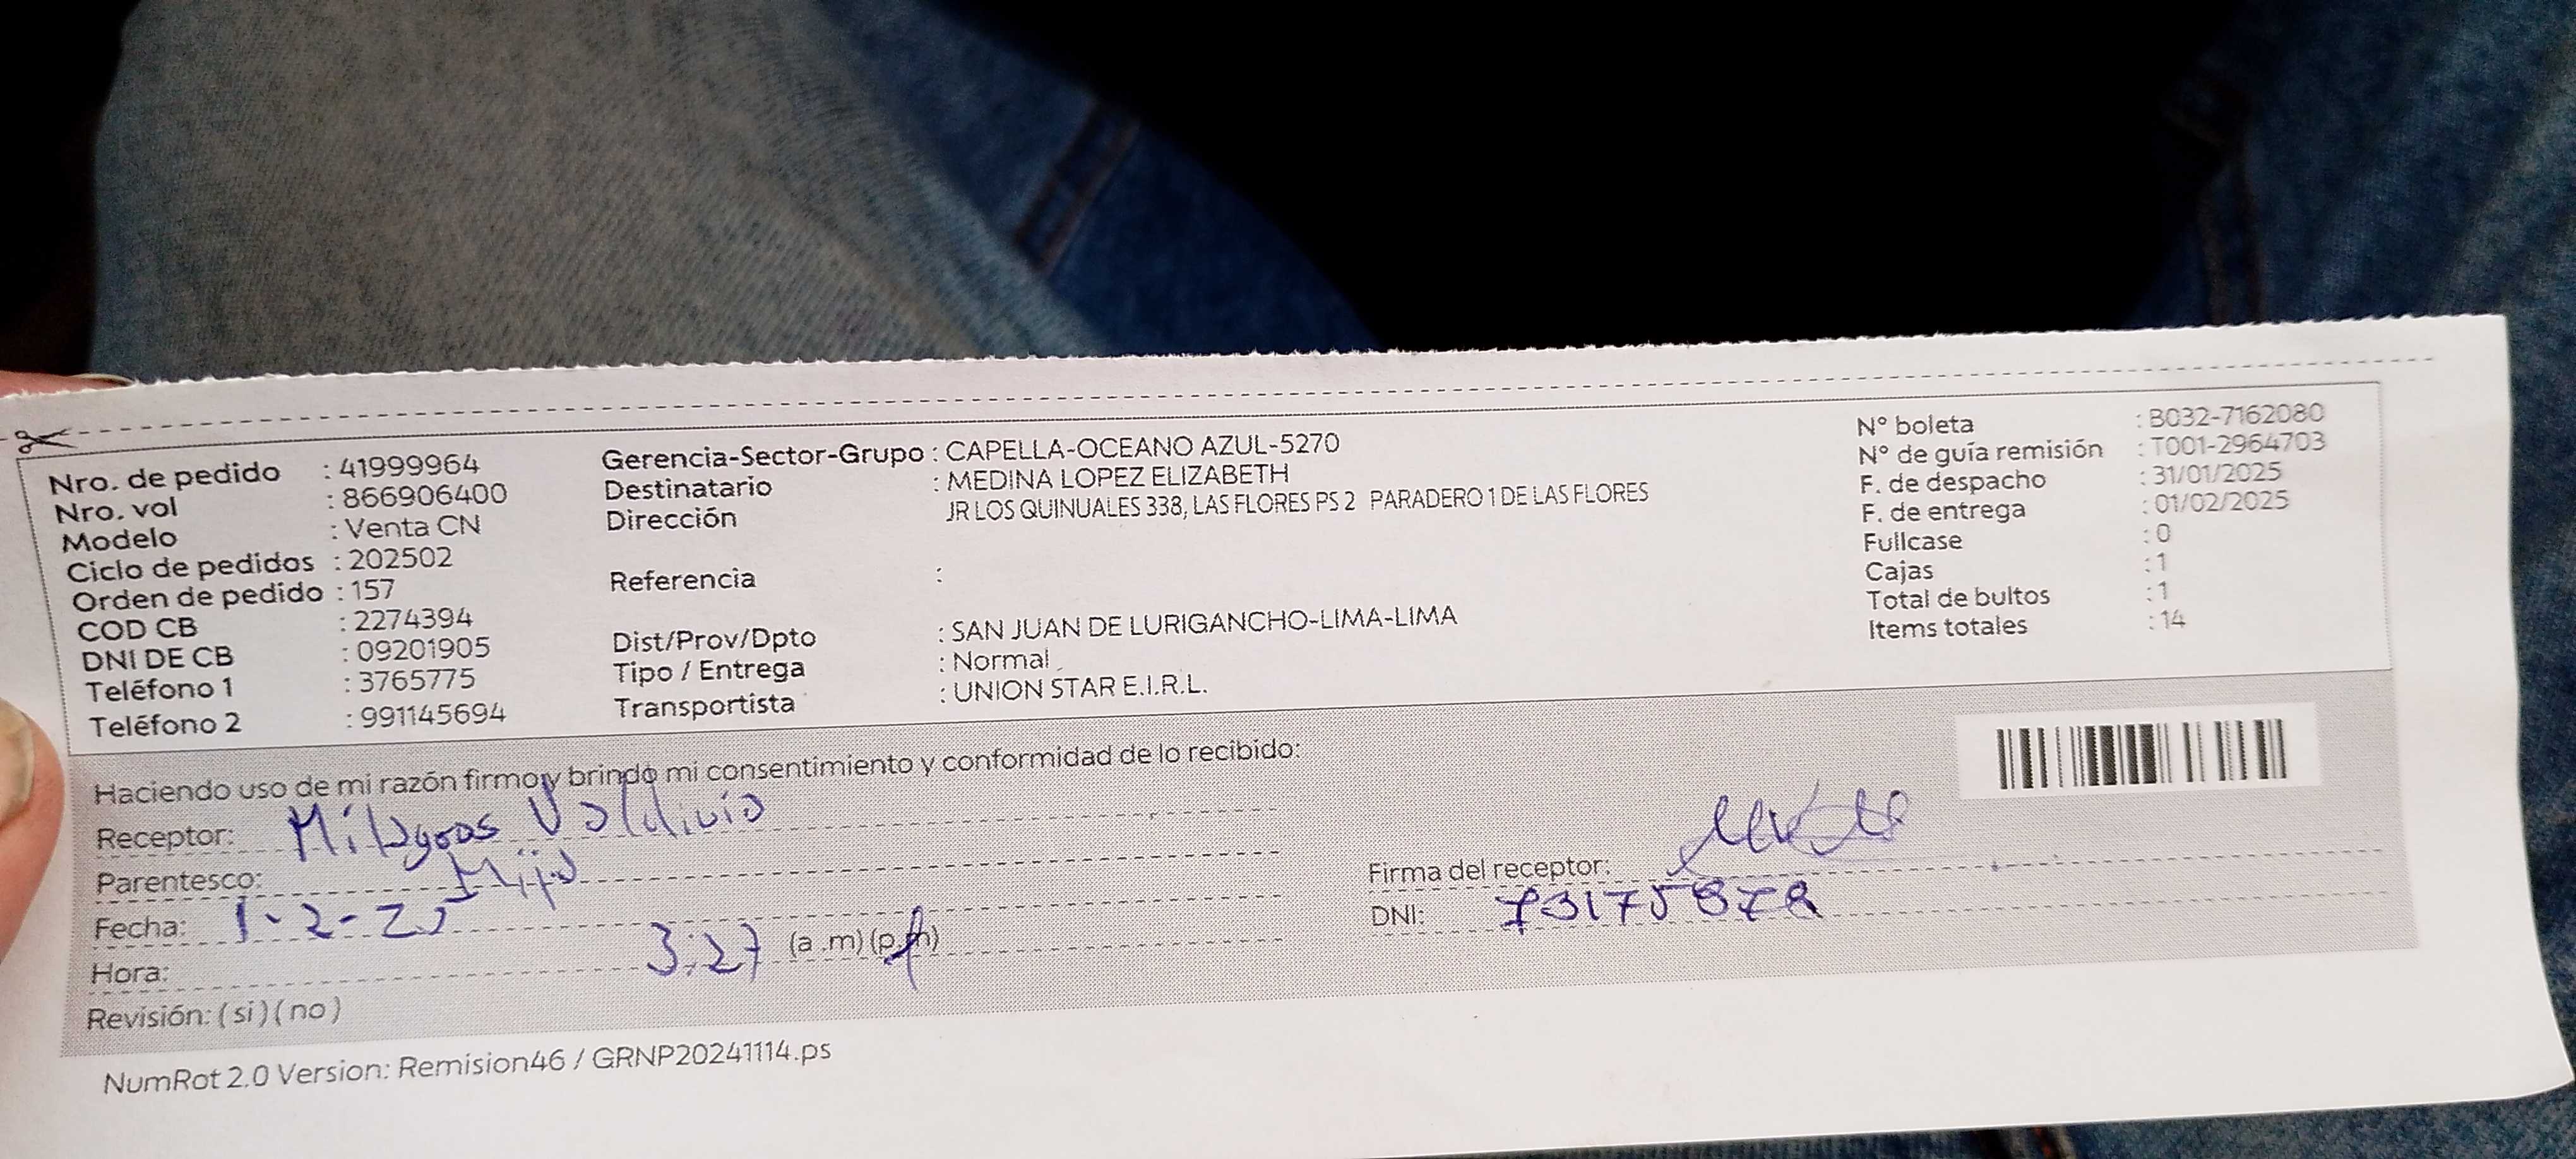 Nro. de pedido : 41999964
Nro. vol : 866906400
Modelo : Venta CN
Ciclo de pedidos : 202502
Orden de pedido : 157
COD CB : 2274394
DNI DE CB : 09201905
Teléfono 1 : 3765775
Teléfono 2 : 991145694
Gerencia-Sector-Grupo : CAPELLA-OCEANO AZUL-5270
Destinatario : MEDINA LOPEZ ELIZABETH
Dirección JR LOS QUINUALES 338, LAS FLORES PS 2 PARADERO 1 DE LAS FLORES
Referencia :
Dist/Prov/Dpto : SAN JUAN DE LURIGANCHO-LIMA-LIMA
Tipo / Entrega : Normal
Transportista : UNION STAR E.I.R.L.
N° boleta : B032-7162080
N° de guía remisión : T001-2964703
F. de despacho : 31/01/2025
F. de entrega : 01/02/2025
Fullcase : 0
Cajas : 1
Total de bultos : 1
Items totales : 14
Haciendo uso de mi razón firmo y brindo mi consentimiento y conformidad de lo recibido:
Receptor: Milagros Valdivia
Parentesco: Hija
Fecha: 1-2-25
Hora: 3:27 (a .m) (p.m)
Revisión: ( si ) ( no )
Firma del receptor:
DNI: 73175878
NumRot 2.0 Version: Remision46 / GRNP20241114.ps